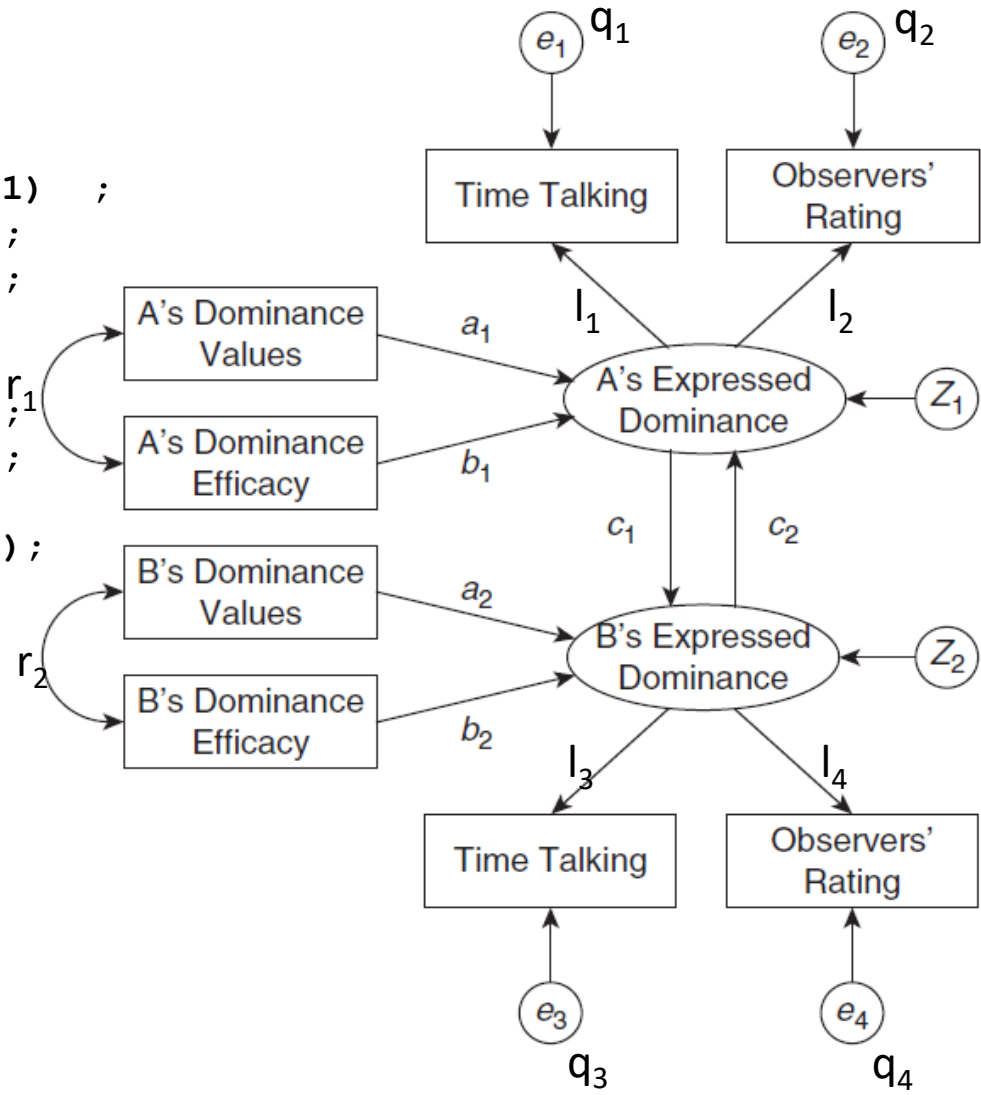 e1 q1
e2 q2
Time Talking
Observers’
Rating
1) ;
;
;
l1
l2
A’s Dominance
Values
a1
r1
;
A’s Expressed
Dominance
Z1
A’s Dominance
Efficacy
;
b1
c1
c2
);
B’s Dominance
Values
a2
r2
B’s Expressed
Dominance
Z2
B’s Dominance
Efficacy
b2
l3
l4
Time Talking
Observers’
Rating
e3
q3
e4
q4